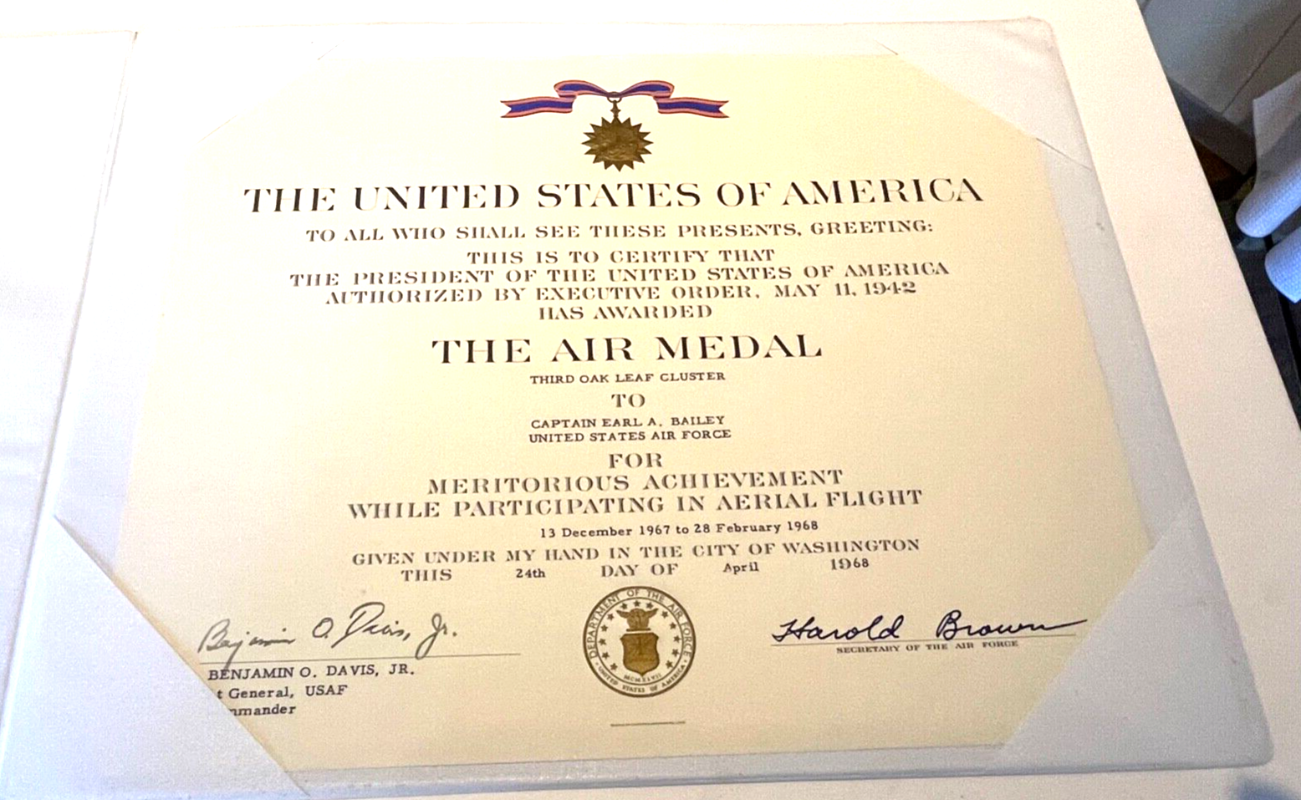 THE UNITED STATES OF AMERICA
TO ALL WHO SHALL SEE THESE PRESENTS, GREETING:
THIS IS TO CERTIFY THAT
THE PRESIDENT OF THE UNITED STATES OF AMERICA
AUTHORIZED BY EXECUTIVE ORDER, MAY 11, 1942
HAS AWARDED
THE AIR MEDAL
THIRD OAK LEAF CLUSTER
TO
CAPTAIN EARL A. BAILEY
UNITED STATES AIR FORCE
FOR
MERITORIOUS ACHIEVEMENT
WHILE PARTICIPATING IN AERIAL FLIGHT
13 December 1967 to 28 February 1968
GIVEN UNDER MY HAND IN THE CITY OF WASHINGTON
THIS 24th DAY OF April 1968
Benjamin O. Davis, Jr.
BENJAMIN O. DAVIS, JR.
t General, USAF
mmander
DEPARTMENT OF THE AIR FORCE
MCMXLVII
UNITED STATES OF AMERICA
Harold Brown
SECRETARY OF THE AIR FORCE